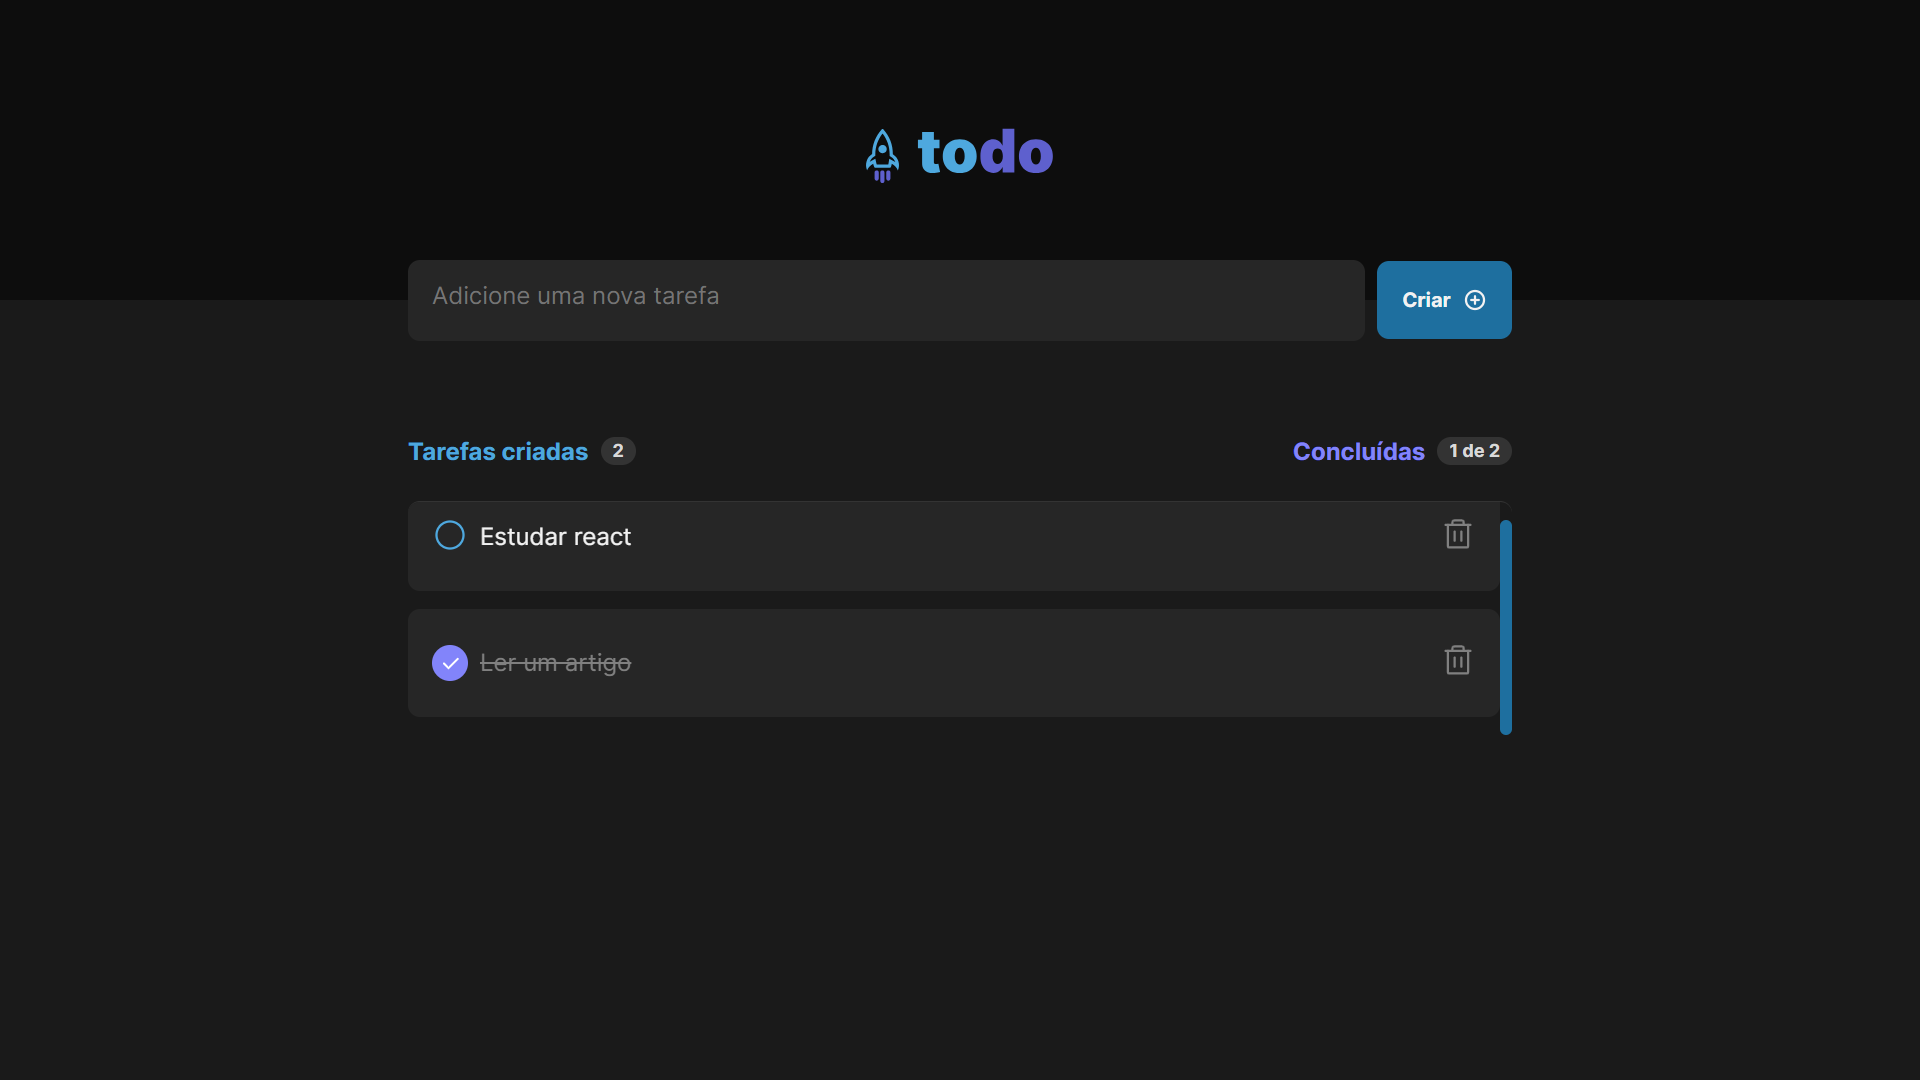 todo
Adicione uma nova tarefa
Criar
Tarefas criadas 2
Concluídas 1 de 2
Estudar react
Ler um artigo